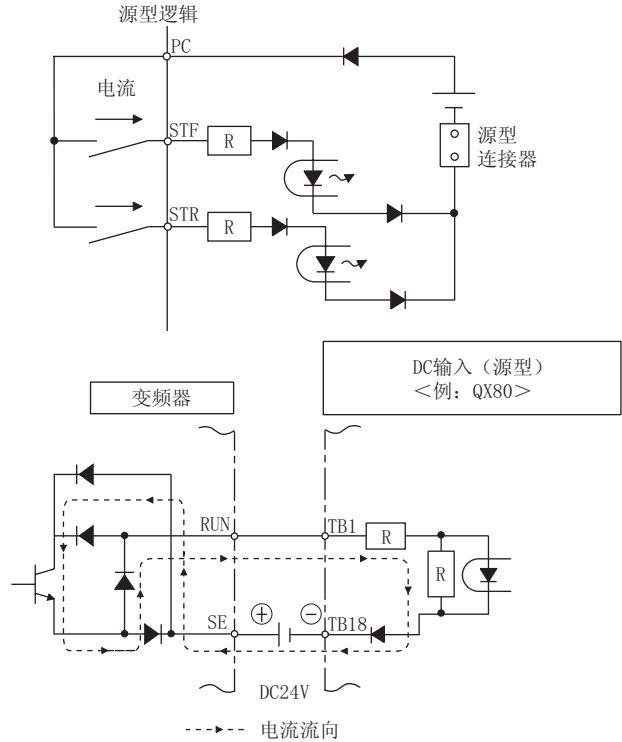 源型逻辑
PC
电流
STF
R
源型
连接器
STR
R
DC输入（源型）
＜例：QX80＞
变频器
RUN
TB1
R
R
SE
TB18
DC24V
电流流向